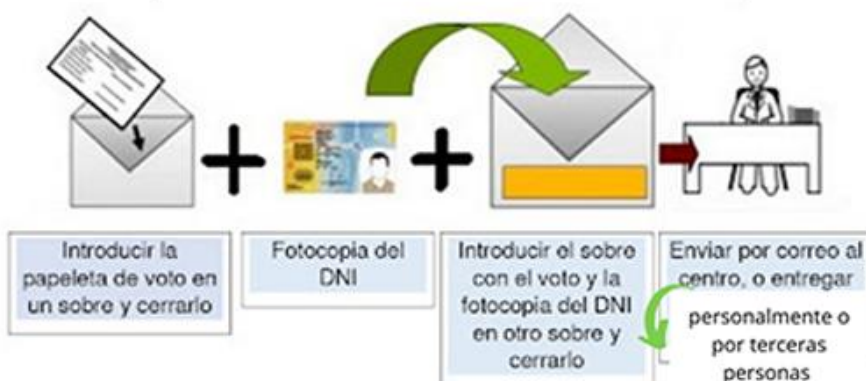 Introducir la
papeleta de voto en
un sobre y cerrarlo
Fotocopia del
DNI
Introducir el sobre
con el voto y la
fotocopia del DNI
en otro sobre y
cerrarlo
Enviar por correo al
centro, o entregar
personalmente o
por terceras
personas